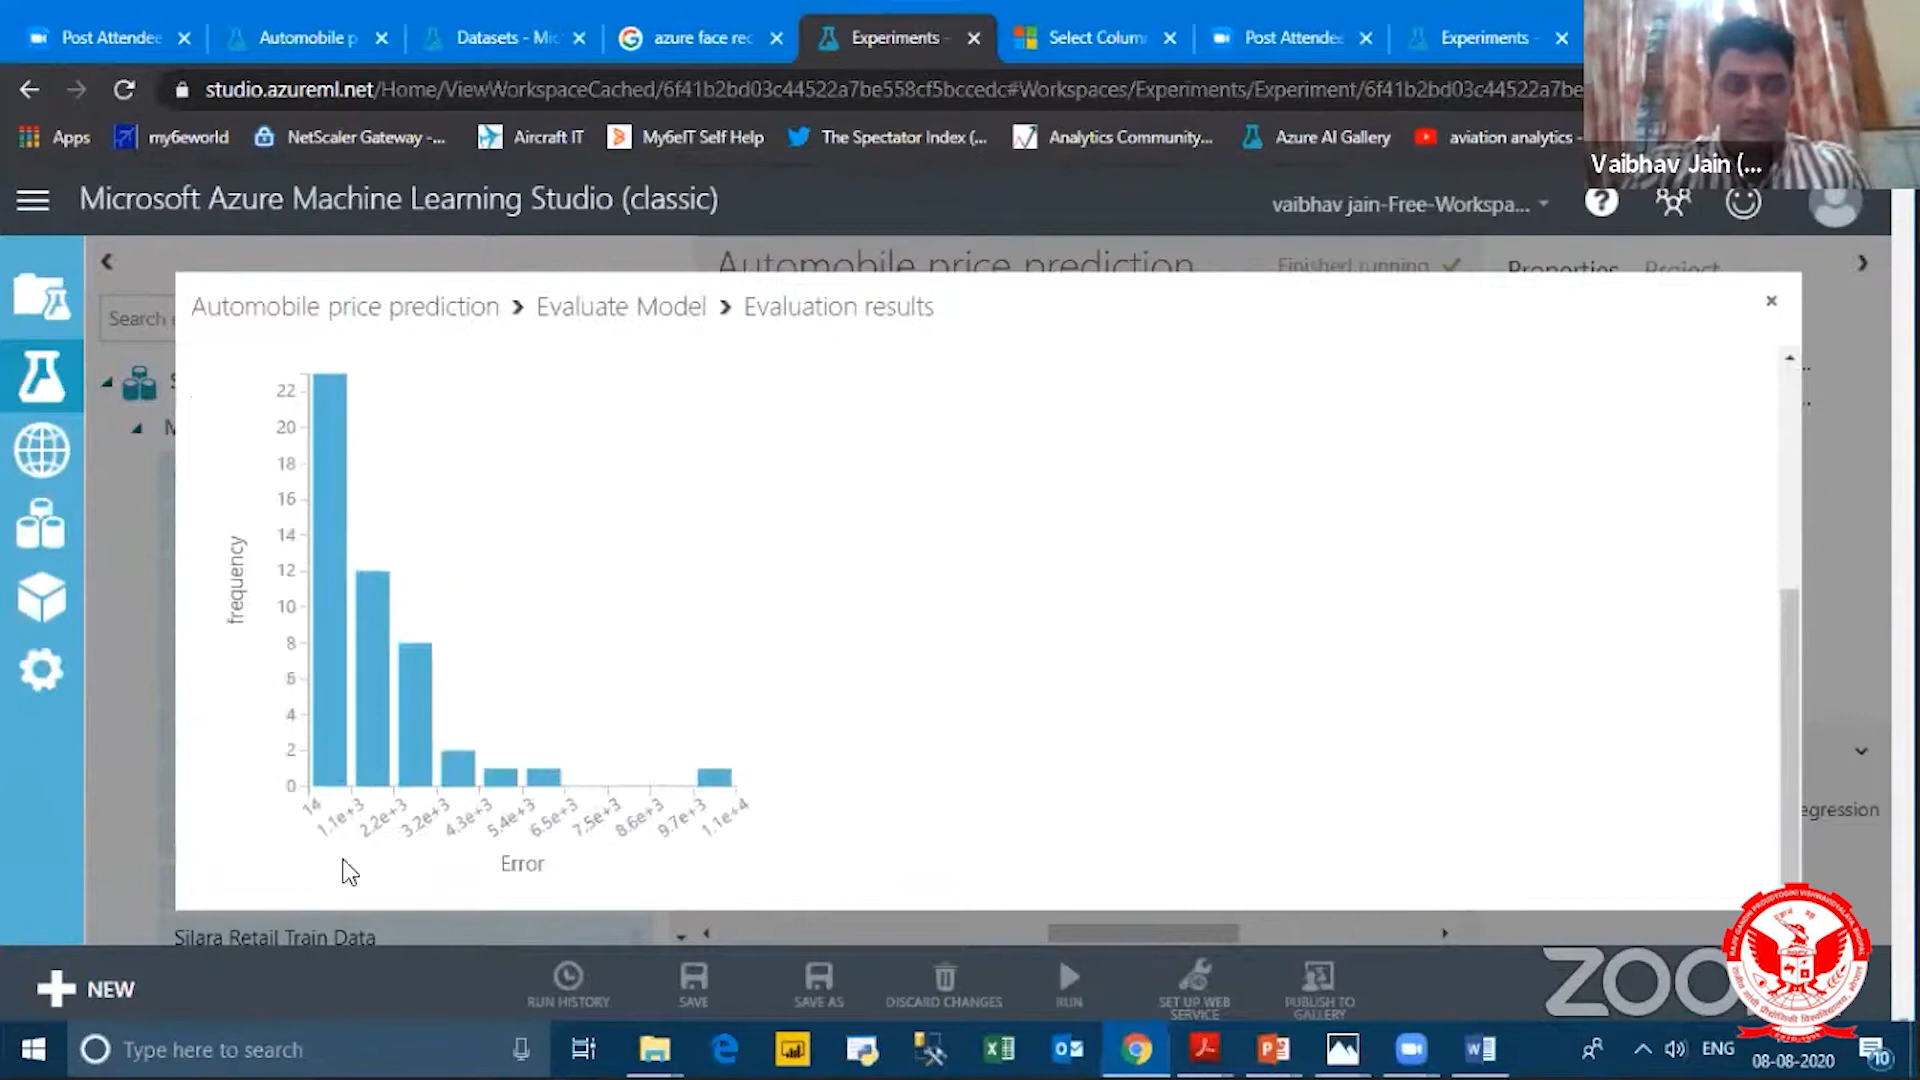 Post Attendee
Automobile p
Datasets - Mic
azure face rec
Experiments -
Select Colum
Post Attendee
Experiments -
studio.azureml.net/Home/ViewWorkspaceCached/6f41b2bd03c44522a7be558cf5bccedc#Workspaces/Experiments/Experiment/6f41b2bd03c44522a7be
Apps
my6eworld
NetScaler Gateway -...
Aircraft IT
My6eIT Self Help
The Spectator Index (...
Analytics Community...
Azure AI Gallery
aviation analytics -
Vaibhav Jain (...
Microsoft Azure Machine Learning Studio (classic)
vaibhav jain-Free-Workspa...
Automobile price prediction
Finished running
Properties Project
Search
Automobile price prediction > Evaluate Model > Evaluation results
22
20
18
16
14
12
10
8
6
4
2
0
frequency
14
1.1e+3
2.2e+3
3.2e+3
4.3e+3
5.4e+3
6.5e+3
7.5e+3
8.6e+3
9.7e+3
1.1e+4
Error
egression
Silara Retail Train Data
NEW
RUN HISTORY
SAVE
SAVE AS
DISCARD CHANGES
RUN
SET UP WEB
SERVICE
PUBLISH TO
GALLERY
ZOO
Type here to search
ENG
08-08-2020
10